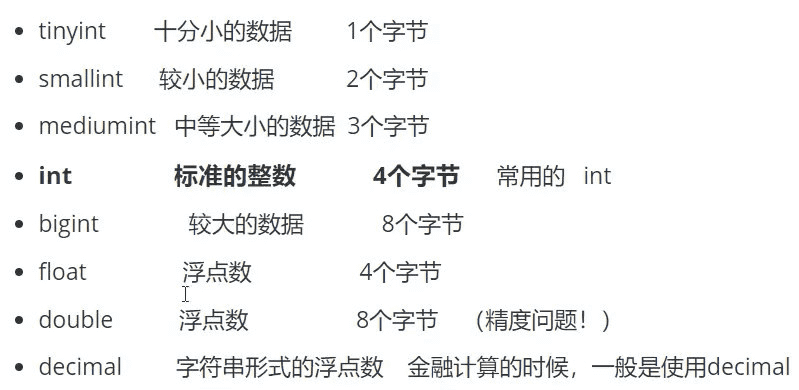 tinyint 十分小的数据 1个字节
smallint 较小的数据 2个字节
mediumint 中等大小的数据 3个字节
int 标准的整数 4个字节 常用的 int
bigint 较大的数据 8个字节
float 浮点数 4个字节
double 浮点数 8个字节 （精度问题！）
decimal 字符串形式的浮点数 金融计算的时候，一般是使用decimal